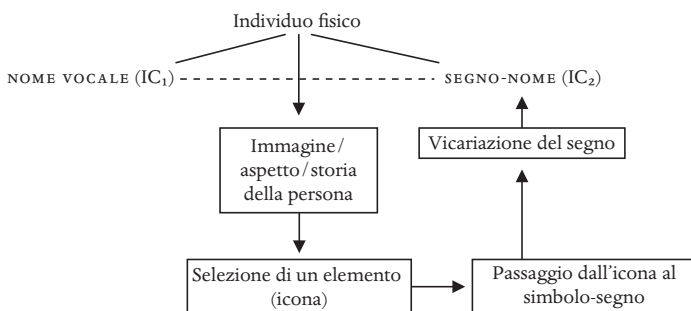 Individuo fisico
NOME VOCALE (IC₁)
SEGNO-NOME (IC₂)
Immagine/
aspetto/storia
della persona
Vicariazione del segno
Selezione di un elemento
(icona)
Passaggio dall'icona al
simbolo-segno